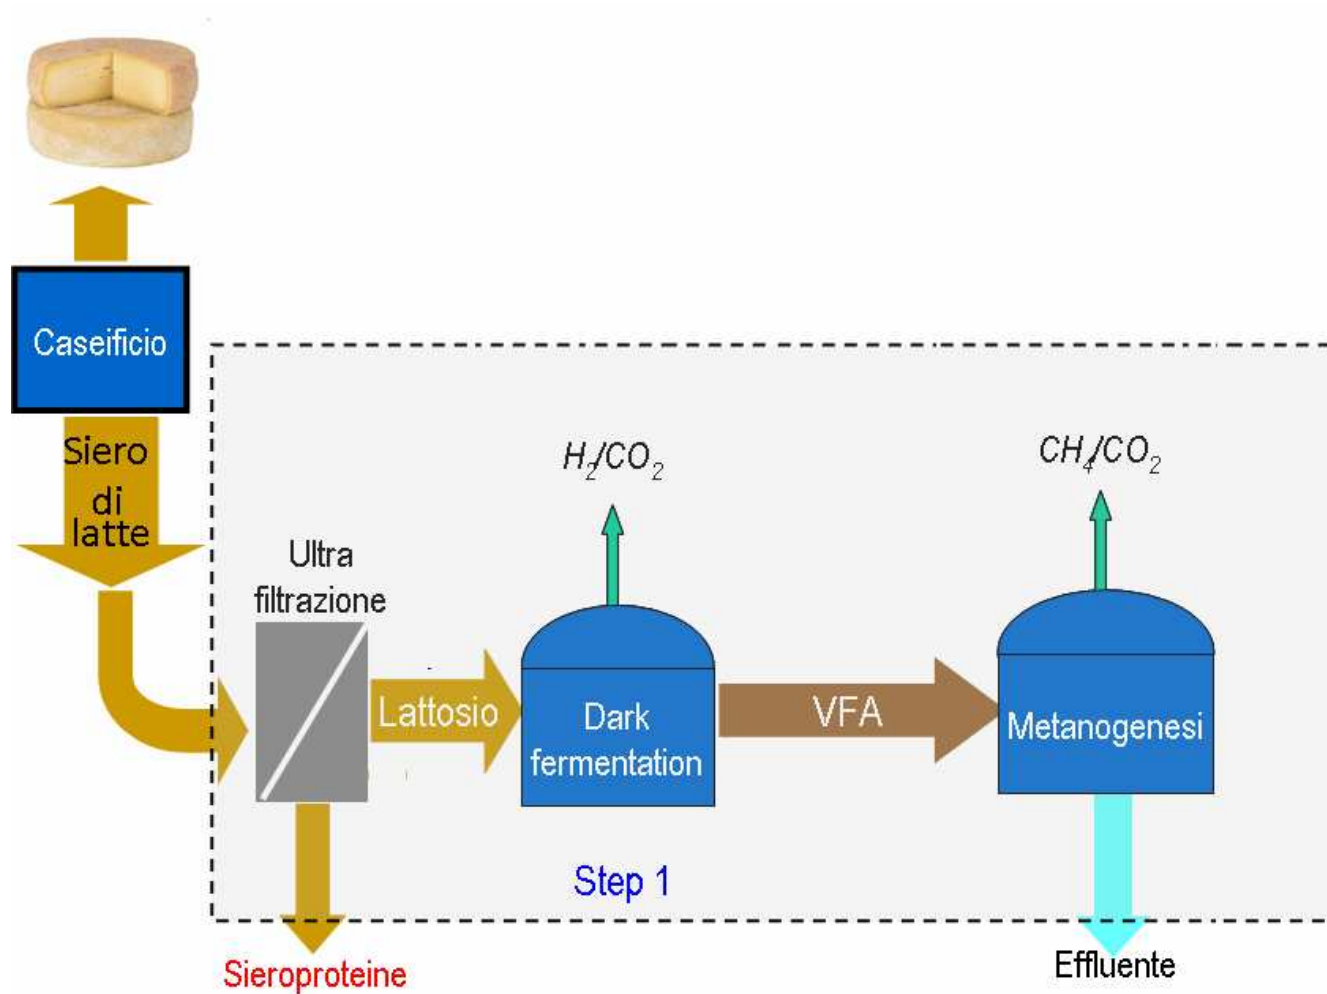 Caseificio
Siero
di
latte
Ultra
filtrazione
Lattosio
H2/CO2
Dark
fermentation
VFA
CH4/CO2
Metanogenesi
Step 1
Sieroproteine
Effluente